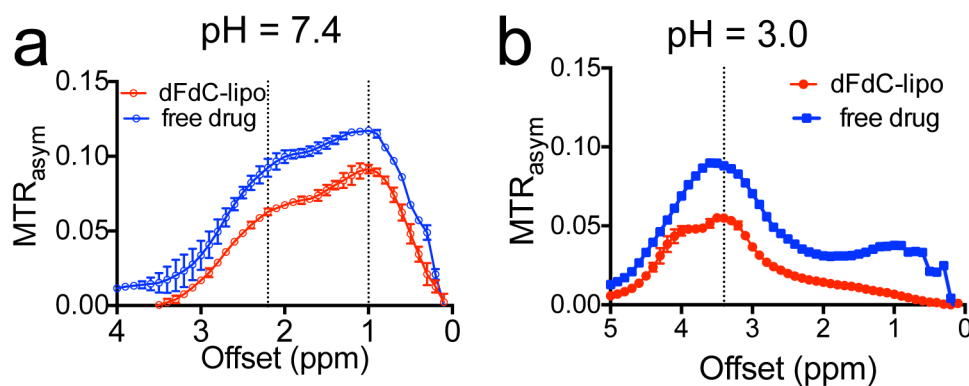 a
pH = 7.4
MTRasym
0.15
0.10
0.05
0.00
dFdC-lipo
free drug
4
3
2
1
0
Offset (ppm)
b
pH = 3.0
MTRasym
0.15
0.10
0.05
0.00
dFdC-lipo
free drug
5
4
3
2
1
0
Offset (ppm)